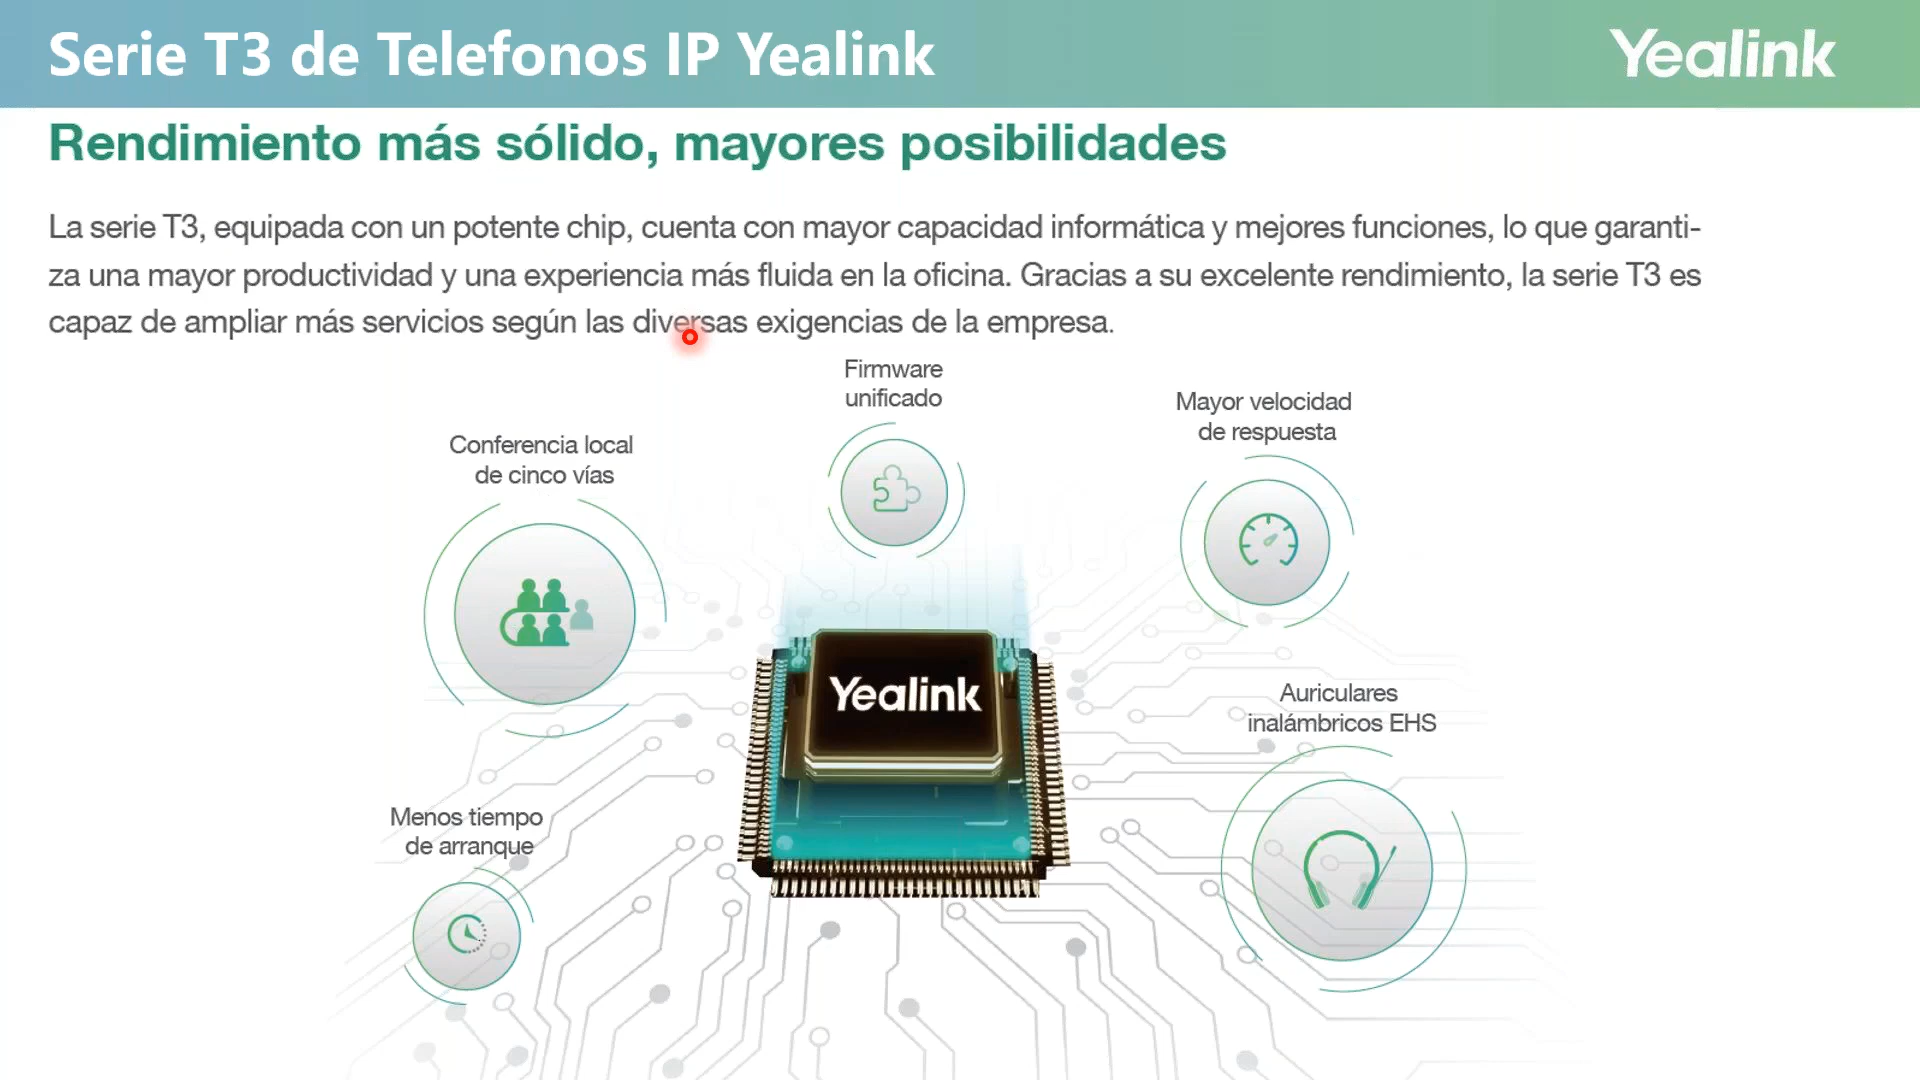 Serie T3 de Telefonos IP Yealink
Yealink
Rendimiento más sólido, mayores posibilidades
La serie T3, equipada con un potente chip, cuenta con mayor capacidad informática y mejores funciones, lo que garanti-
za una mayor productividad y una experiencia más fluida en la oficina. Gracias a su excelente rendimiento, la serie T3 es
capaz de ampliar más servicios según las diversas exigencias de la empresa.
Firmware
unificado
Mayor velocidad
de respuesta
Conferencia local
de cinco vías
Yealink
Auriculares
inalámbricos EHS
Menos tiempo
de arranque